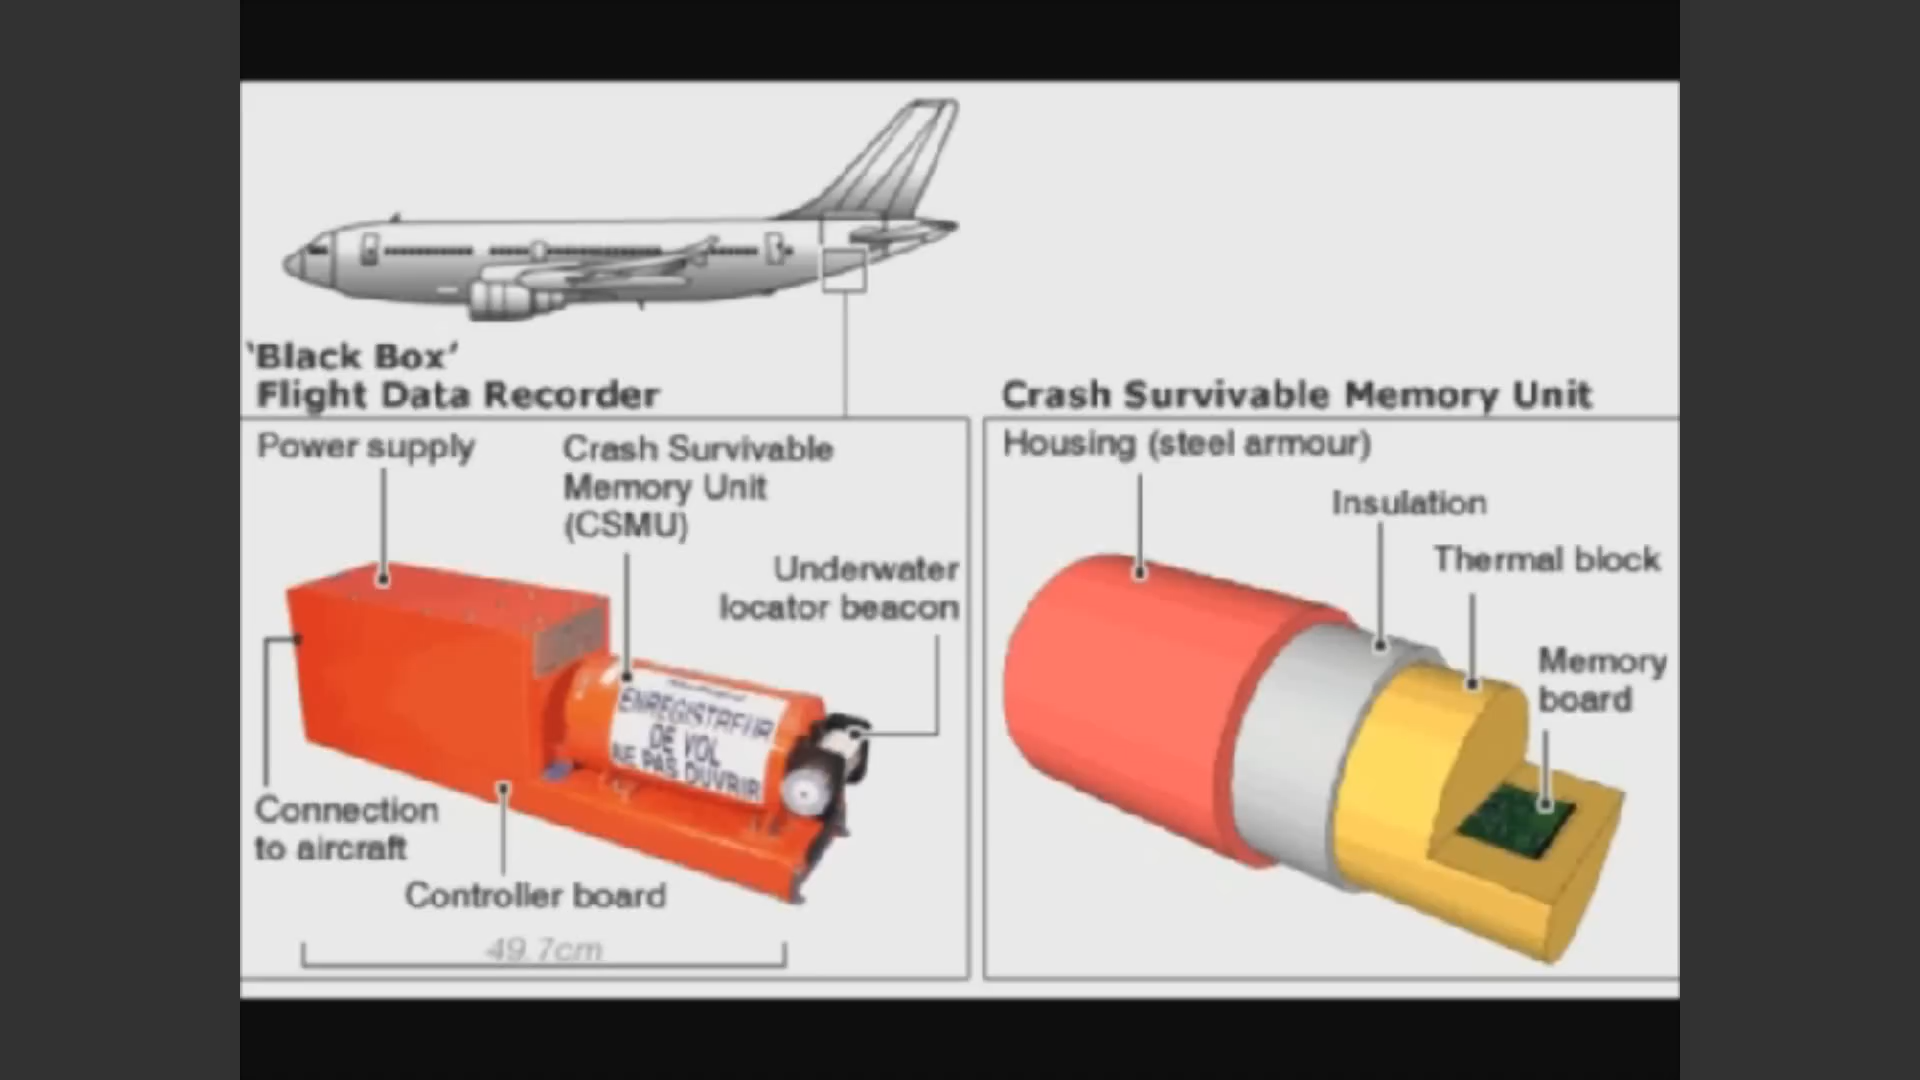 ‘Black Box’
Flight Data Recorder
Power supply
Crash Survivable
Memory Unit
(CSMU)
Underwater
locator beacon
ENREGISTREUR
DE VOL
NE PAS OUVRIR
Connection
to aircraft
Controller board
49.7cm
Crash Survivable Memory Unit
Housing (steel armour)
Insulation
Thermal block
Memory
board